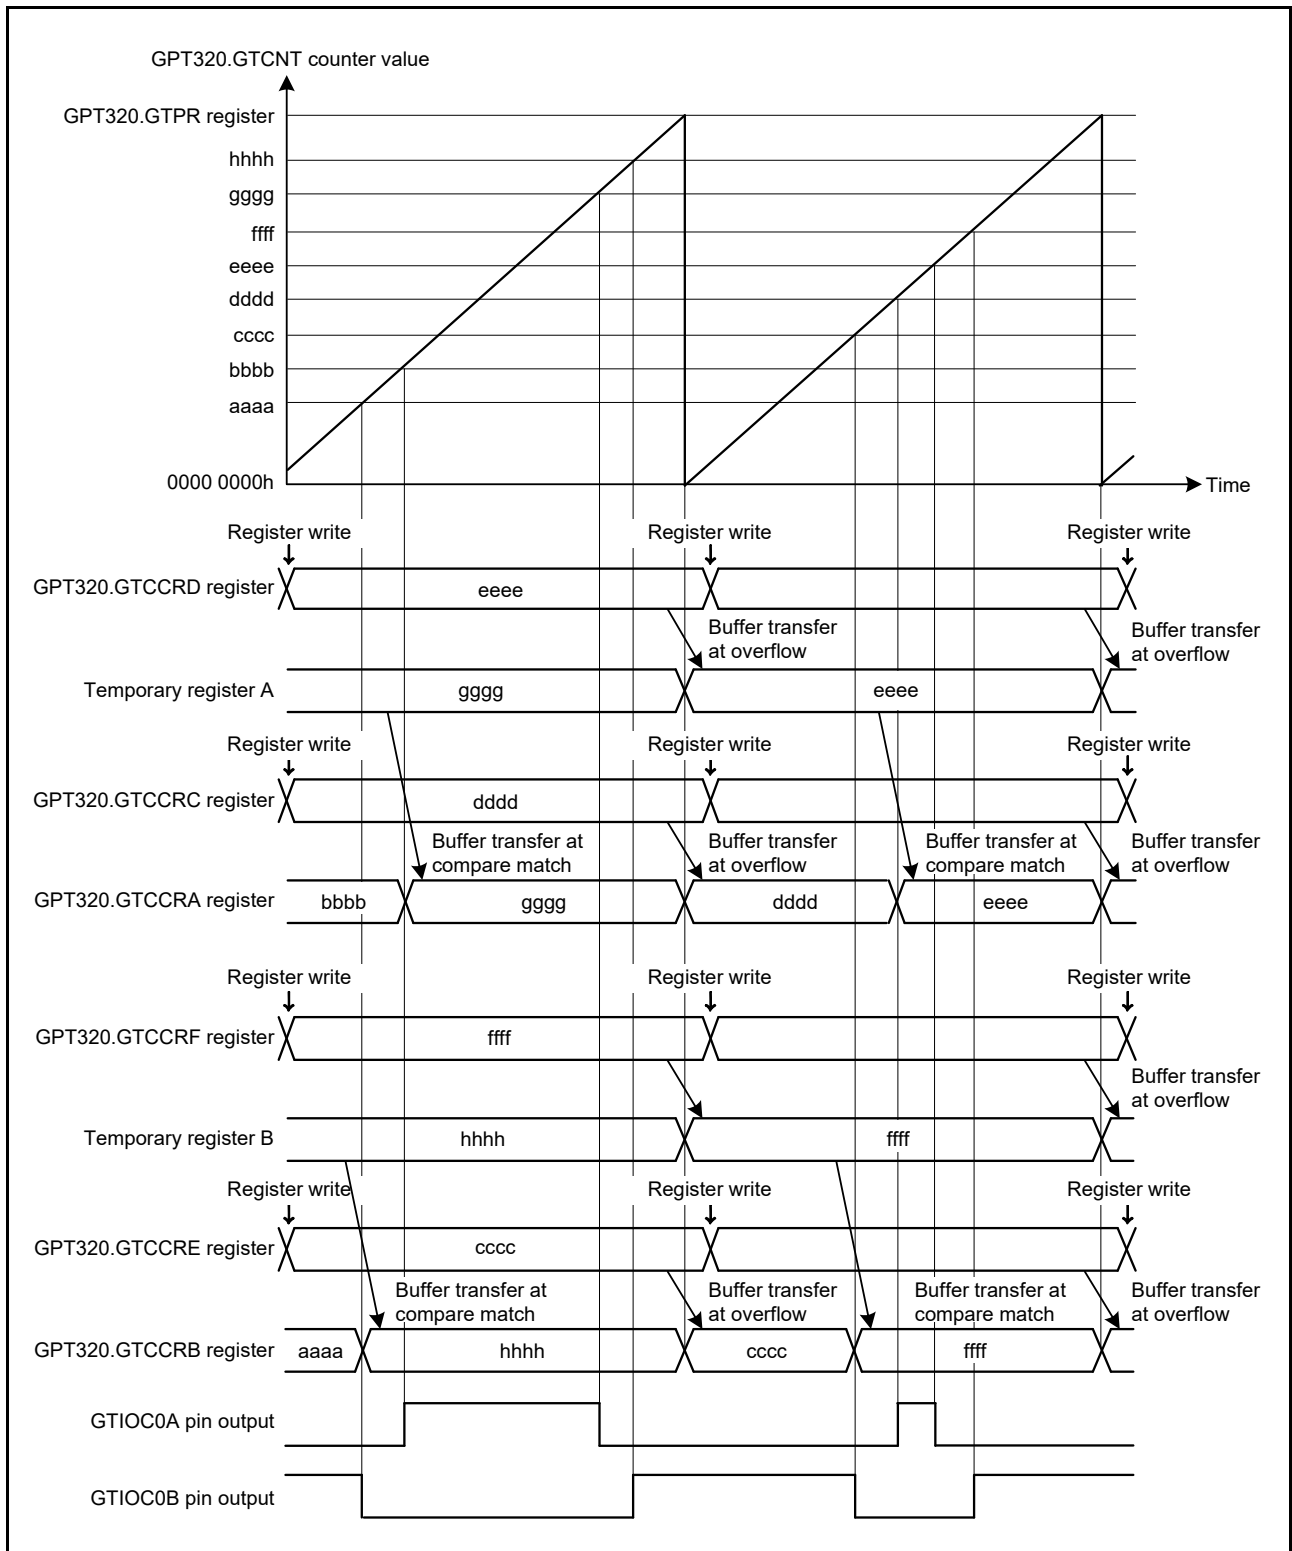 GPT320.GTCNT counter value
GPT320.GTPR register
hhhh
gggg
ffff
eeee
dddd
cccc
bbbb
aaaa
0000 0000h
Time
Register write Register write Register write
GPT320.GTCCRD register eeee
Buffer transfer
at overflow
Buffer transfer
at overflow
Temporary register A gggg eeee
Register write Register write Register write
GPT320.GTCCRC register dddd
Buffer transfer at
compare match
Buffer transfer
at overflow
Buffer transfer at
compare match
Buffer transfer
at overflow
GPT320.GTCCRA register bbbb gggg dddd eeee
Register write Register write Register write
GPT320.GTCCRF register ffff
Buffer transfer
at overflow
Temporary register B hhhh ffff
Register write Register write Register write
GPT320.GTCCRE register cccc
Buffer transfer at
compare match
Buffer transfer
at overflow
Buffer transfer at
compare match
Buffer transfer
at overflow
GPT320.GTCCRB register aaaa hhhh cccc ffff
GTIOC0A pin output
GTIOC0B pin output